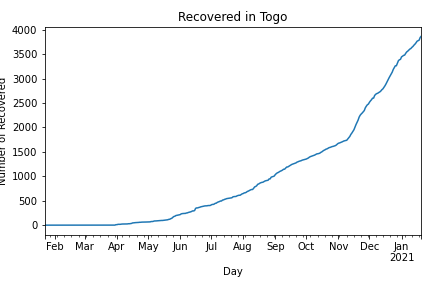 Recovered in Togo
Number of Recovered
4000
3500
3000
2500
2000
1500
1000
500
0
Feb Mar Apr May Jun Jul Aug Sep Oct Nov Dec Jan
2021
Day